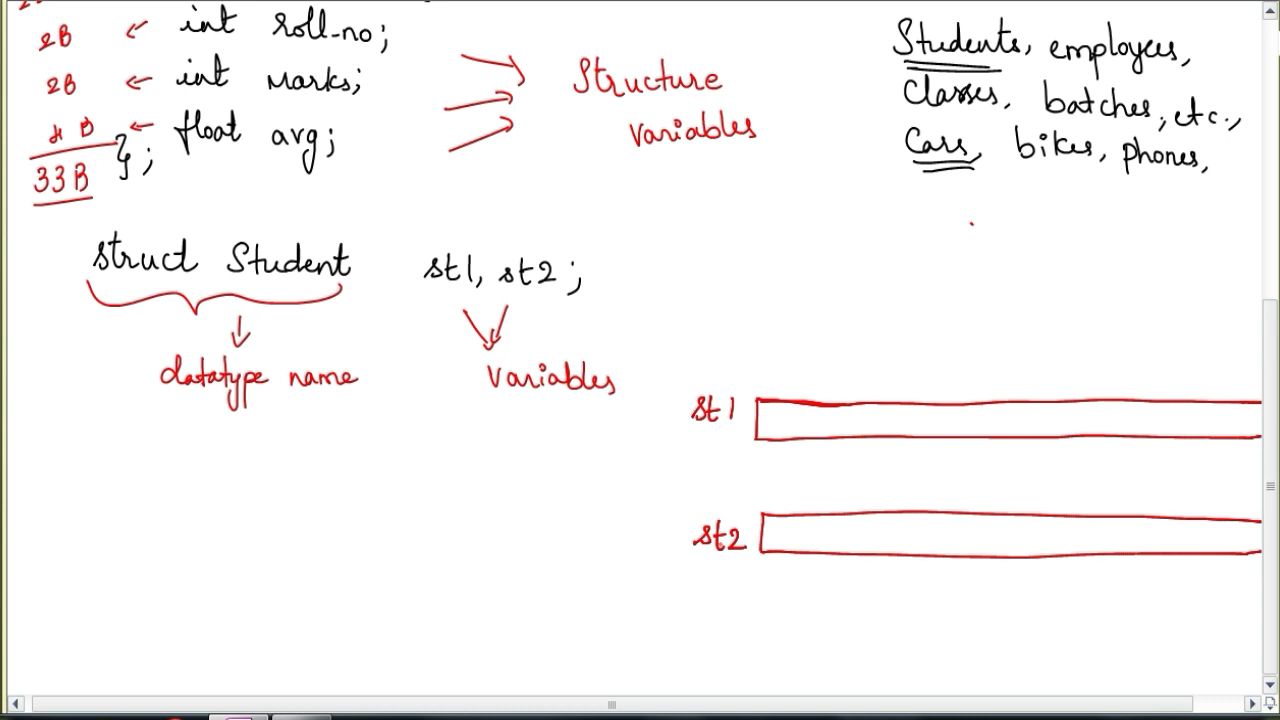 2B ← int roll_no;
2B ← int marks;
4 B ← float avg;
33B };
Structure
variables
Students, employees,
Classes, batches, etc.,
Cars, bikes, phones,
struct Student st1, st2;
datatype name
variables
st1
st2